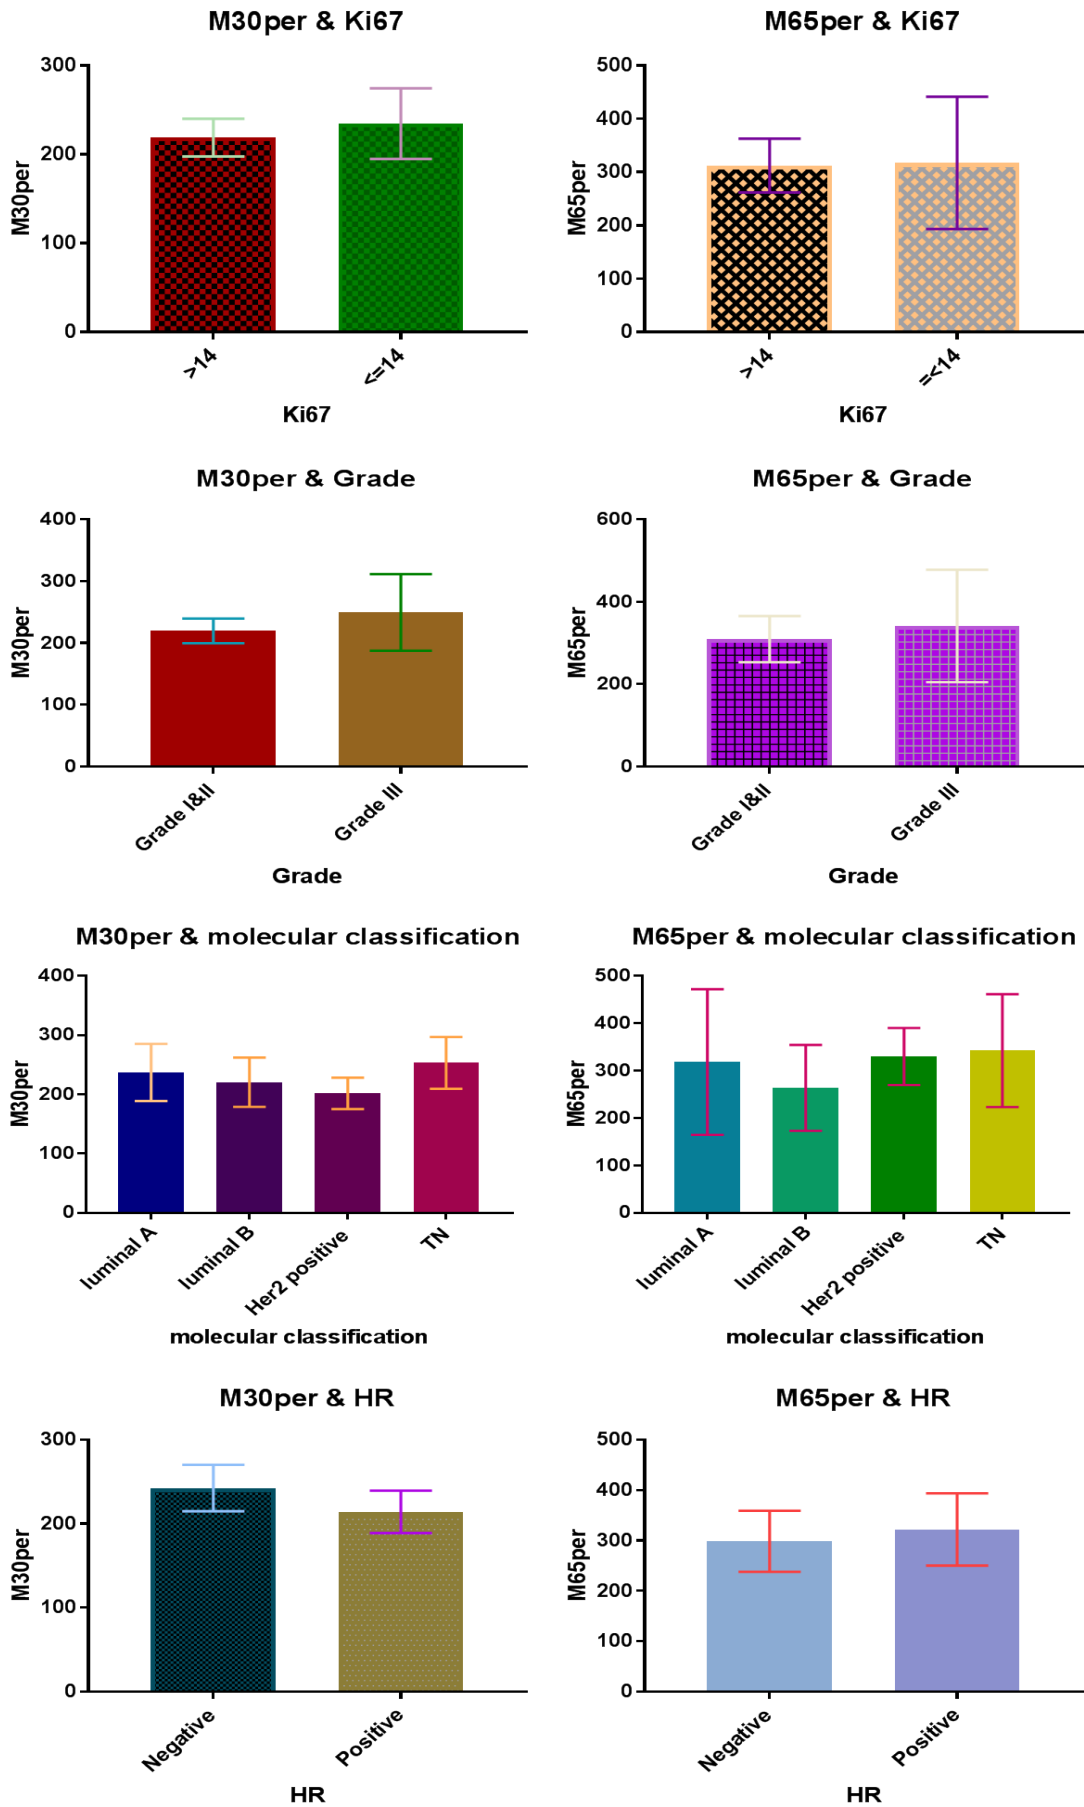 M30per & Ki67
300
200
100
0
M30per
>14
<=14
Ki67
M65per & Ki67
500
400
300
200
100
0
M65per
>14
=<14
Ki67
M30per & Grade
400
300
200
100
0
M30per
Grade I&II
Grade III
Grade
M65per & Grade
600
400
200
0
M65per
Grade I&II
Grade III
Grade
M30per & molecular classification
400
300
200
100
0
M30per
luminal A
luminal B
Her2 positive
TN
molecular classification
M65per & molecular classification
500
400
300
200
100
0
M65per
luminal A
luminal B
Her2 positive
TN
molecular classification
M30per & HR
300
200
100
0
M30per
Negative
Positive
HR
M65per & HR
500
400
300
200
100
0
M65per
Negative
Positive
HR